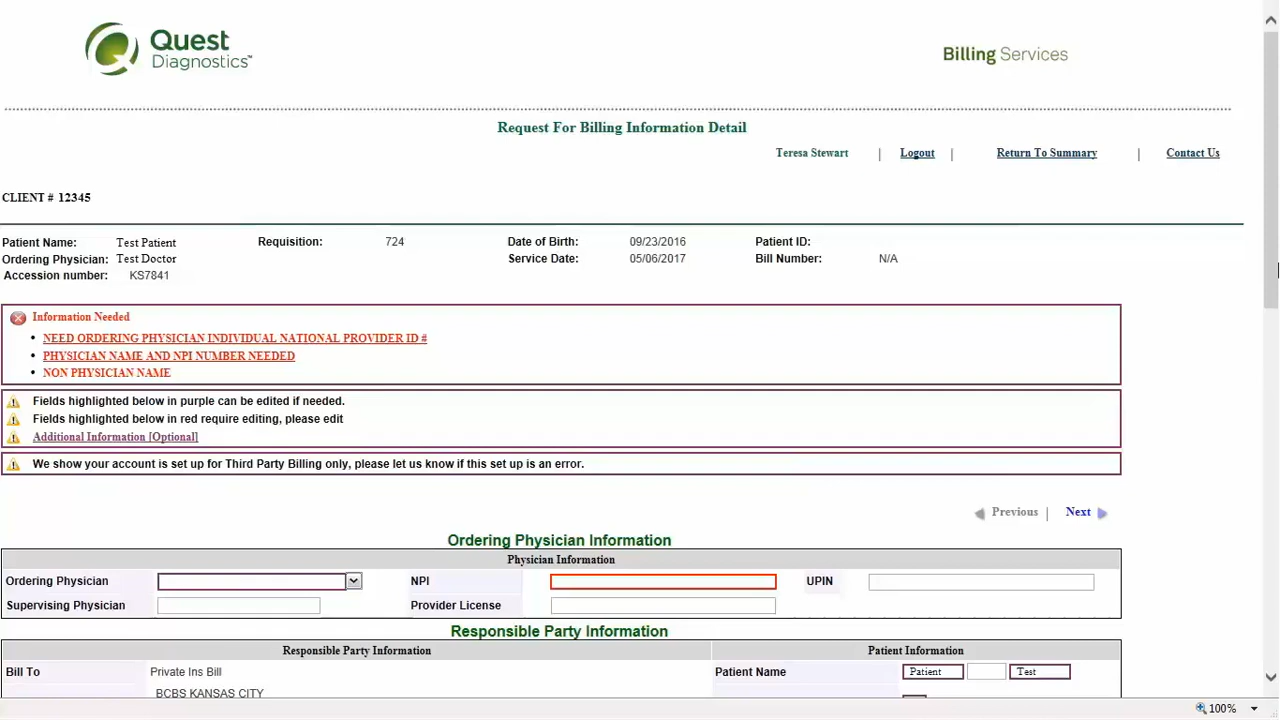 Quest Diagnostics™
Billing Services
Request For Billing Information Detail
Teresa Stewart | Logout | Return To Summary | Contact Us
CLIENT # 12345
Patient Name: Test Patient Requisition: 724 Date of Birth: 09/23/2016 Patient ID:
Ordering Physician: Test Doctor Service Date: 05/06/2017 Bill Number: N/A
Accession number: KS7841
Information Needed
• NEED ORDERING PHYSICIAN INDIVIDUAL NATIONAL PROVIDER ID #
• PHYSICIAN NAME AND NPI NUMBER NEEDED
• NON PHYSICIAN NAME
Fields highlighted below in purple can be edited if needed.
Fields highlighted below in red require editing, please edit
Additional Information [Optional]
We show your account is set up for Third Party Billing only, please let us know if this set up is an error.
Previous | Next
Ordering Physician Information
Physician Information
Ordering Physician NPI UPIN
Supervising Physician Provider License
Responsible Party Information
Responsible Party Information Patient Information
Bill To Private Ins Bill Patient Name Patient Test
BCBS KANSAS CITY
100%